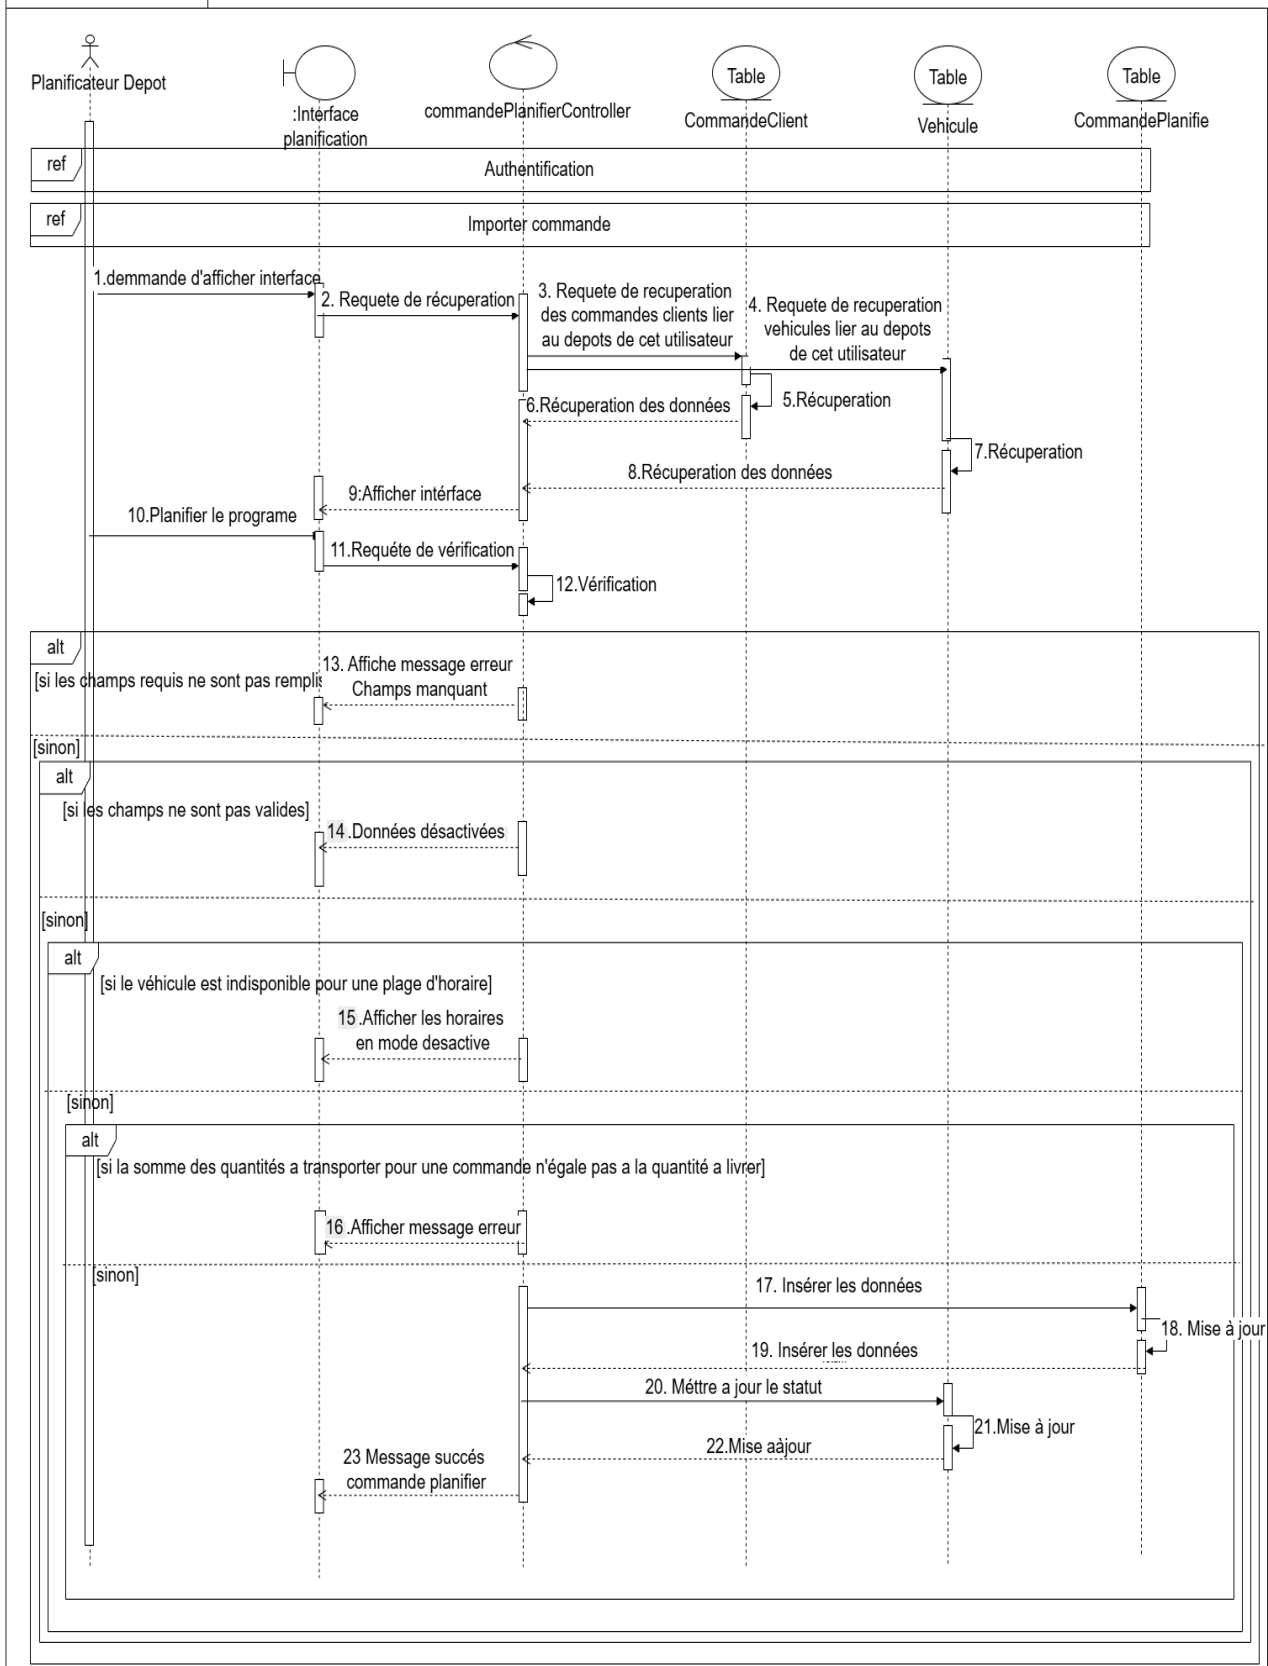 Planificateur Depot
:Interface
planification
commandePlanifierController
Table
CommandeClient
Table
Vehicule
Table
CommandePlanifie
ref
Authentification
ref
Importer commande
1.demmande d'afficher interface
2. Requete de récuperation
3. Requete de recuperation
des commandes clients lier
au depots de cet utilisateur
4. Requete de recuperation
vehicules lier au depots
de cet utilisateur
5.Récuperation
6.Récuperation des données
7.Récuperation
8.Récuperation des données
9:Afficher intérface
10.Planifier le programe
11.Requéte de vérification
12.Vérification
alt
[si les champs requis ne sont pas remplis
13. Affiche message erreur
Champs manquant
[sinon]
alt
[si les champs ne sont pas valides]
14 .Données désactivées
[sinon]
alt
[si le véhicule est indisponible pour une plage d'horaire]
15 .Afficher les horaires
en mode desactive
[sinon]
alt
[si la somme des quantités a transporter pour une commande n'égale pas a la quantité a livrer]
16 .Afficher message erreur
[sinon]
17. Insérer les données
18. Mise à jour
19. Insérer les données
20. Méttre a jour le statut
21.Mise à jour
22.Mise aàjour
23 Message succés
commande planifier